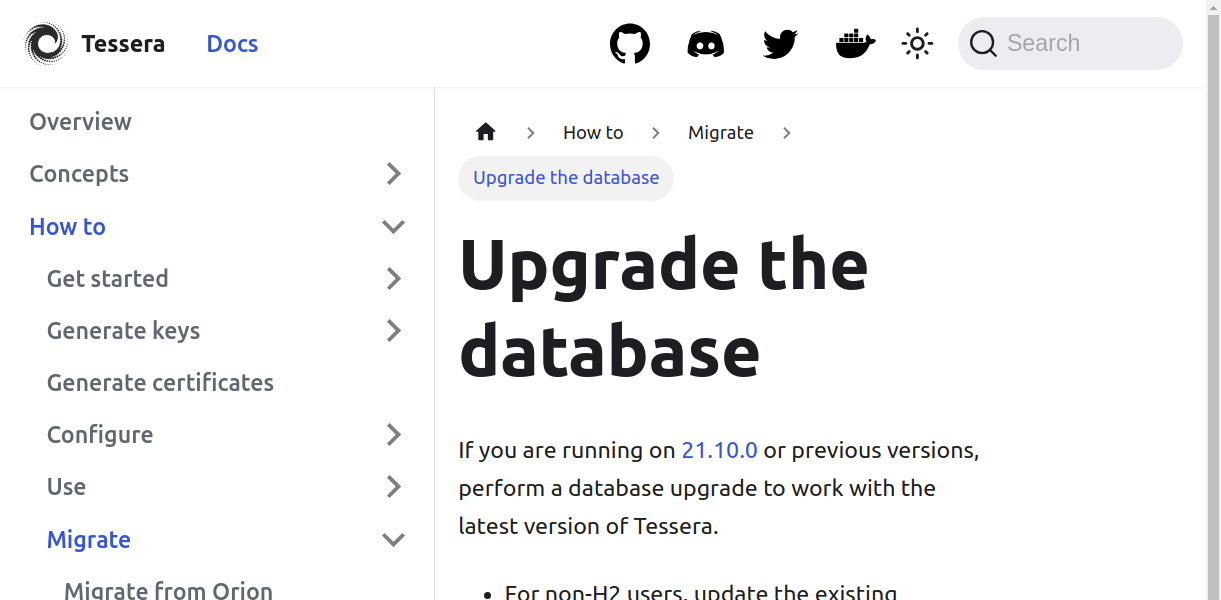 Tessera
Docs
Search
Overview
Concepts
How to
Get started
Generate keys
Generate certificates
Configure
Use
Migrate
Migrate from Orion
How to
Migrate
Upgrade the database
Upgrade the
database
If you are running on 21.10.0 or previous versions,
perform a database upgrade to work with the
latest version of Tessera.
For non-H2 users, update the existing